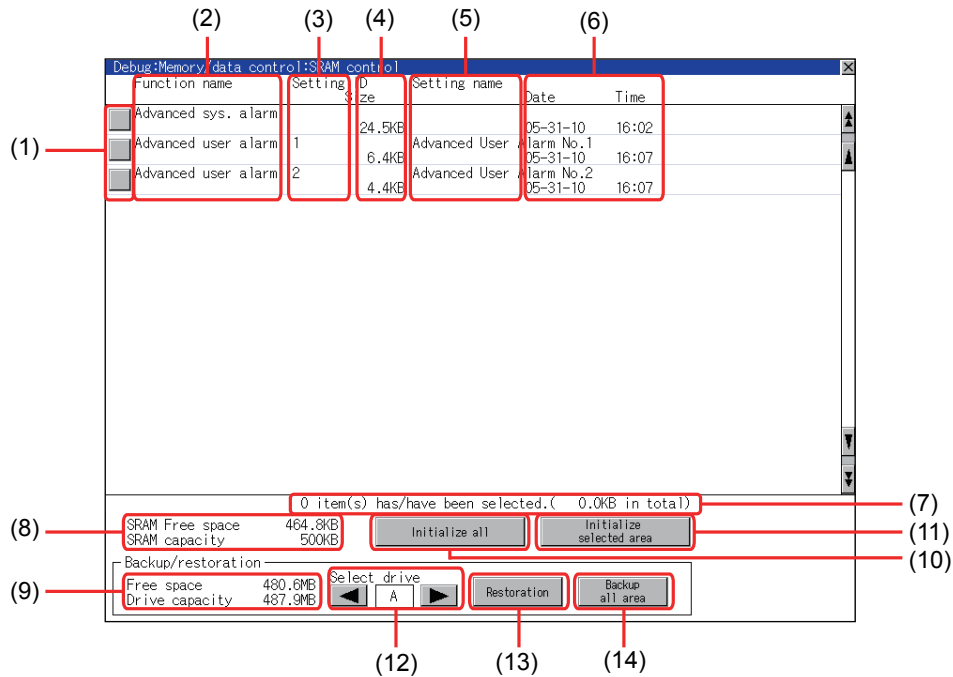 (2) (3) (4) (5) (6)
Debug:Memory/data control:SRAM control
Function name Setting ID Setting name
Size Date Time
Advanced sys. alarm
24.5KB 05-31-10 16:02
(1) Advanced user alarm 1 Advanced User Alarm No.1
6.4KB 05-31-10 16:07
Advanced user alarm 2 Advanced User Alarm No.2
4.4KB 05-31-10 16:07
0 item(s) has/have been selected.( 0.0KB in total) (7)
(8) SRAM Free space 464.8KB
SRAM capacity 500KB
Initialize all
Initialize
selected area (11)
(10)
Backup/restoration
(9) Free space 480.6MB
Drive capacity 487.9MB
Select drive
A
Restoration
Backup
all area
(12) (13) (14)